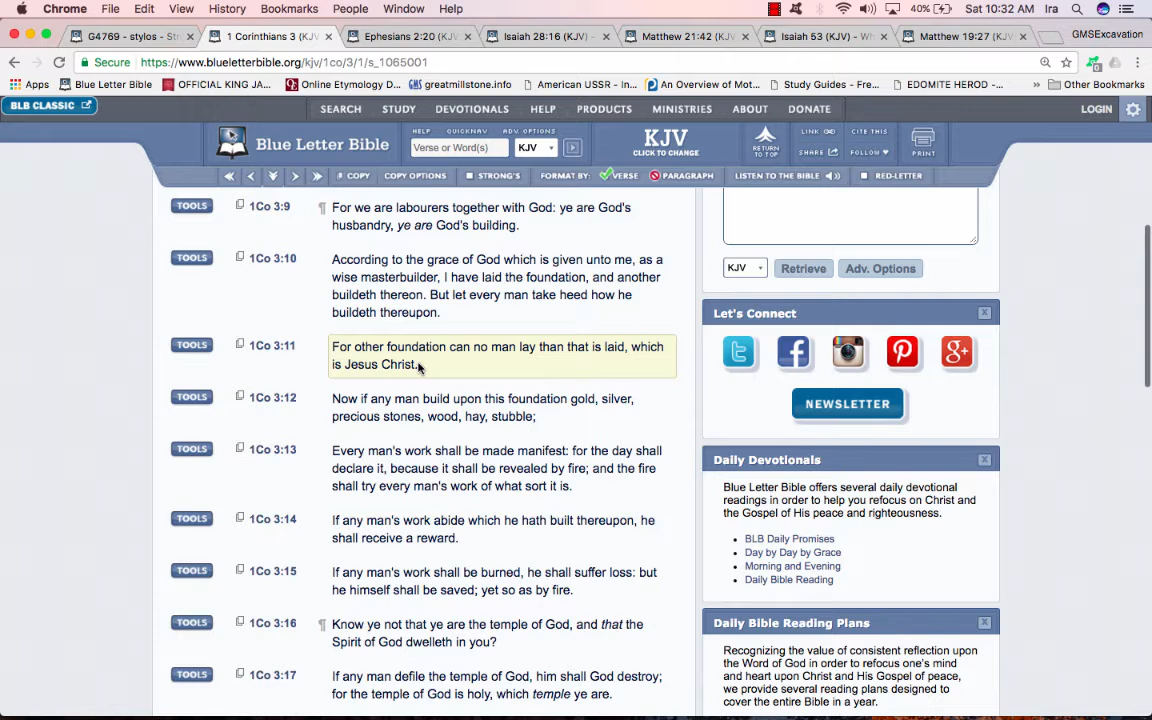 Chrome File Edit View History Bookmarks People Window Help 40% Sat 10:32 AM Ira
G4769 - stylos - St 1 Corinthians 3 (KJV) Ephesians 2:20 (KJV) Isaiah 28:16 (KJV) Matthew 21:42 (KJV) Isaiah 53 (KJV) - Wh Matthew 19:27 (KJV) GMSExcavation
Secure https://www.blueletterbible.org/kjv/1co/3/1/s_1065001
Apps Blue Letter Bible OFFICIAL KING JA... Online Etymology D... greatmillstone.info American USSR - In... An Overview of Mot... Study Guides - Fre... EDOMITE HEROD -... Other Bookmarks
BLB CLASSIC
SEARCH STUDY DEVOTIONALS HELP PRODUCTS MINISTRIES ABOUT DONATE LOGIN
Blue Letter Bible
HELP QUICKNAV ADV. OPTIONS
Verse or Word(s) KJV
KJV
CLICK TO CHANGE
RETURN
TO TOP
LINK CITE THIS
SHARE FOLLOW
PRINT
COPY COPY OPTIONS STRONG'S FORMAT BY: VERSE PARAGRAPH LISTEN TO THE BIBLE RED-LETTER
TOOLS 1Co 3:9 ¶ For we are labourers together with God: ye are God's
husbandry, ye are God's building.
TOOLS 1Co 3:10 According to the grace of God which is given unto me, as a
wise masterbuilder, I have laid the foundation, and another
buildeth thereon. But let every man take heed how he
buildeth thereupon.
TOOLS 1Co 3:11 For other foundation can no man lay than that is laid, which
is Jesus Christ.
TOOLS 1Co 3:12 Now if any man build upon this foundation gold, silver,
precious stones, wood, hay, stubble;
TOOLS 1Co 3:13 Every man's work shall be made manifest: for the day shall
declare it, because it shall be revealed by fire; and the fire
shall try every man's work of what sort it is.
TOOLS 1Co 3:14 If any man's work abide which he hath built thereupon, he
shall receive a reward.
TOOLS 1Co 3:15 If any man's work shall be burned, he shall suffer loss: but
he himself shall be saved; yet so as by fire.
TOOLS 1Co 3:16 ¶ Know ye not that ye are the temple of God, and that the
Spirit of God dwelleth in you?
TOOLS 1Co 3:17 If any man defile the temple of God, him shall God destroy;
for the temple of God is holy, which temple ye are.
KJV Retrieve Adv. Options
Let's Connect
NEWSLETTER
Daily Devotionals
Blue Letter Bible offers several daily devotional
readings in order to help you refocus on Christ and
the Gospel of His peace and righteousness.
BLB Daily Promises
Day by Day by Grace
Morning and Evening
Daily Bible Reading
Daily Bible Reading Plans
Recognizing the value of consistent reflection upon
the Word of God in order to refocus one's mind
and heart upon Christ and His Gospel of peace,
we provide several reading plans designed to
cover the entire Bible in a year.